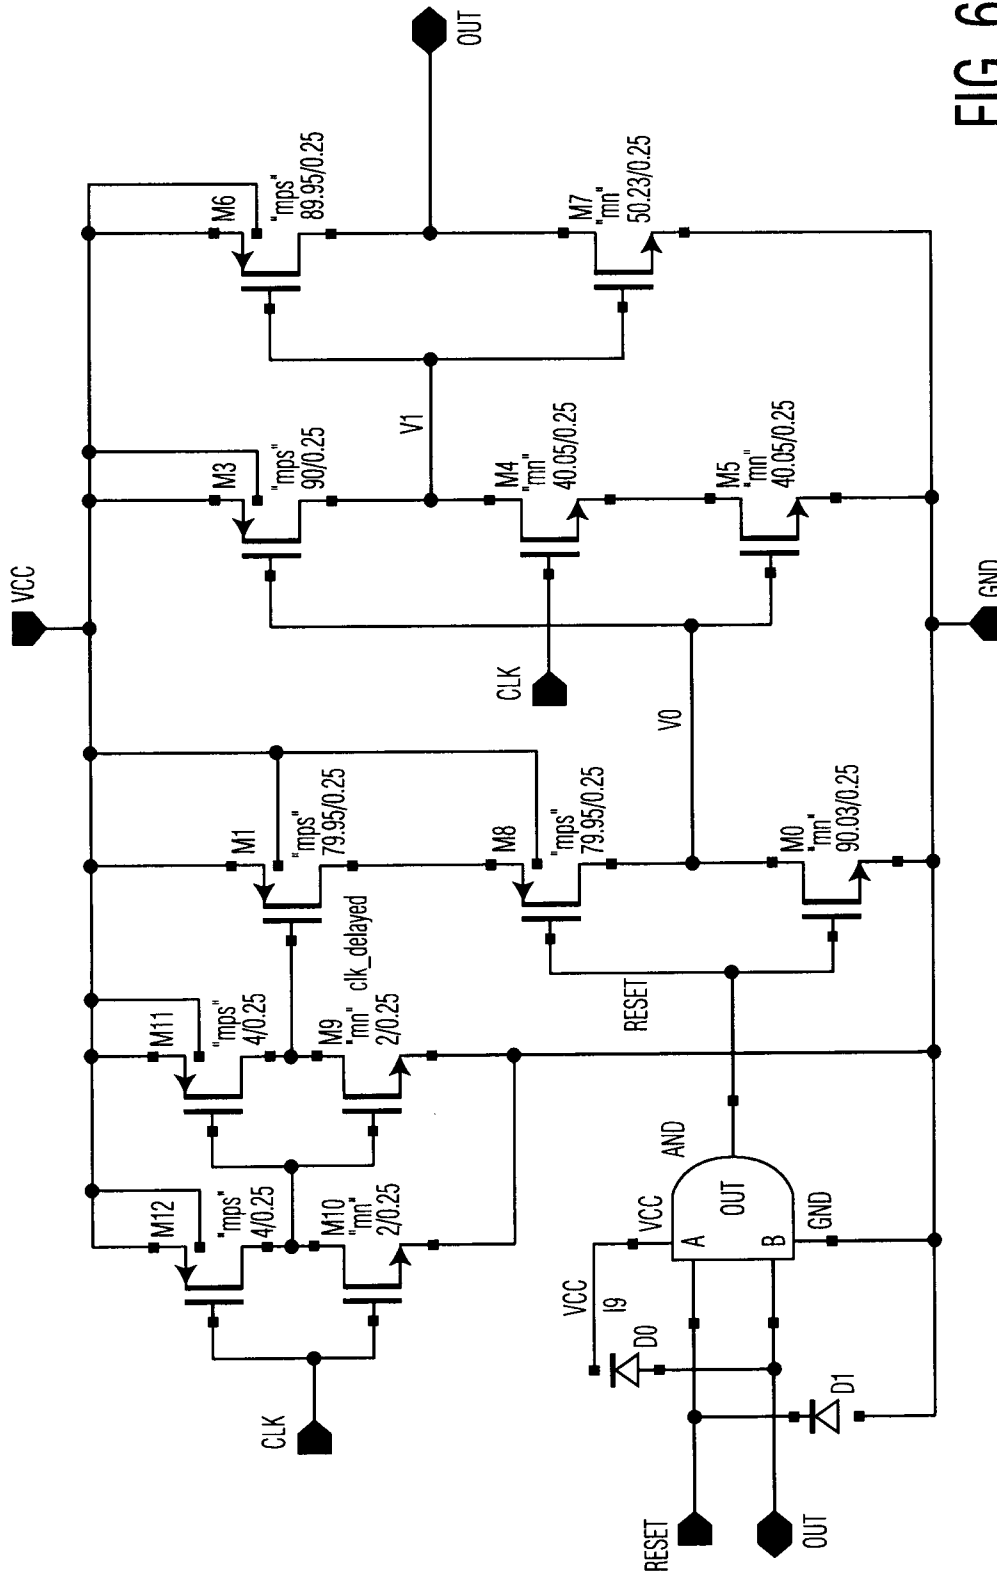 VCC
M12
"mps"
4/0.25
M11
"mps"
4/0.25
M1
"mps"
79.95/0.25
M3
"mps"
90/0.25
M6
"mps"
89.95/0.25
CLK
M10
"mn"
2/0.25
M9
"mn"
2/0.25
clk_delayed
M8
"mps"
79.95/0.25
CLK
M4
"mn"
40.05/0.25
V1
OUT
M7
"mn"
50.23/0.25
RESET
M0
"mn"
90.03/0.25
V0
M5
"mn"
40.05/0.25
VCC
I9
D0
VCC
AND
A
B
OUT
GND
D1
RESET
OUT
GND
FIG 6